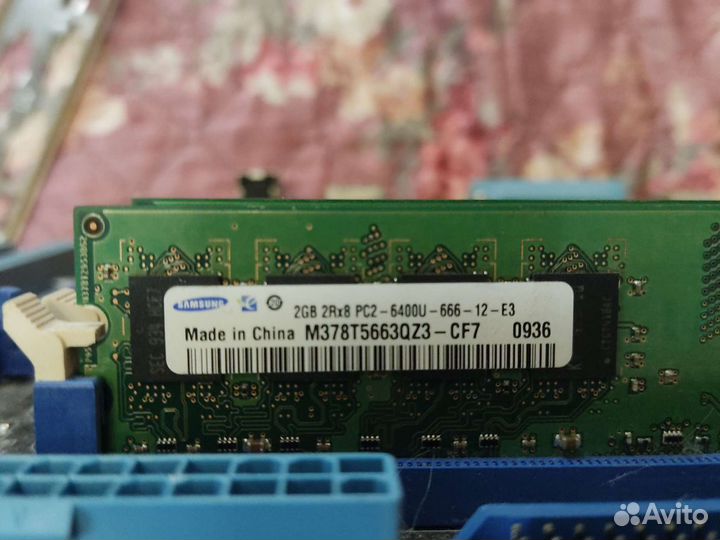 SAMSUNG 2GB 2Rx8 PC2-6400U-666-12-E3
Made in China M378T5663QZ3-CF7 0936
Avito